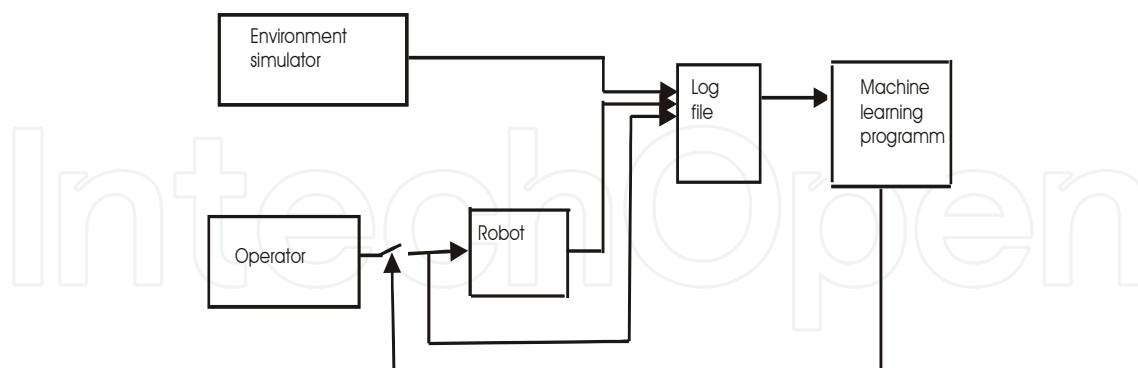 Environment
simulator
Log
file
Machine
learning
programm
Robot
Operator
IntechOpen